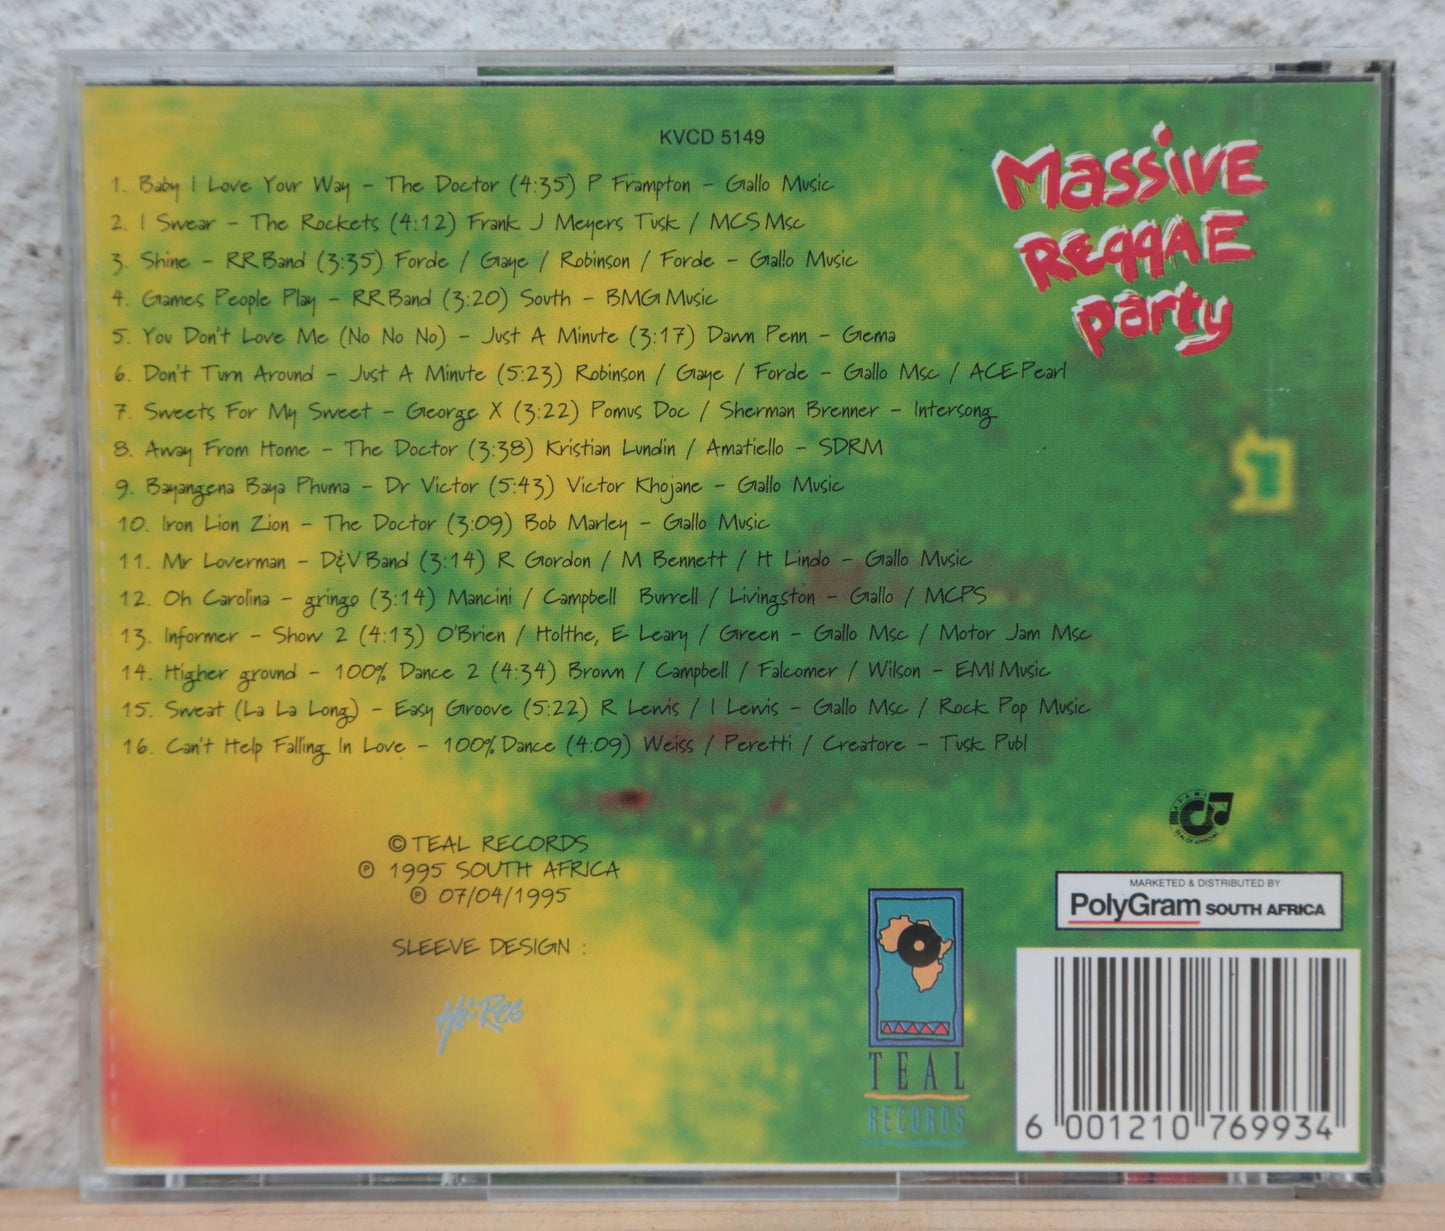 KVCD 5149
Massive
Reggae
Party
1. Baby I Love Your Way - The Doctor (4:35) P Frampton - Gallo Music
2. I Swear - The Rockets (4:12) Frank J Meyers Tusk / MCS Msc
3. Shine - RR Band (3:35) Forde / Gaye / Robinson / Forde - Gallo Music
4. Games People Play - RR Band (3:20) South - BMG Music
5. You Don't Love Me (No No No) - Just A Minute (3:17) Dawn Penn - Gema
6. Don't Turn Around - Just A Minute (5:23) Robinson / Gaye / Forde - Gallo Msc / ACE Pearl
7. Sweets For My Sweet - George X (3:22) Pomus Doc / Sherman Brenner - Intersong
8. Away From Home - The Doctor (3:38) Kristian Lundin / Amatiello - SDRM
9. Bayangena Baya Phuma - Dr Victor (5:43) Victor Khojane - Gallo Music
10. Iron Lion Zion - The Doctor (3:09) Bob Marley - Gallo Music
11. Mr Loverman - D&V Band (3:14) R Gordon / M Bennett / H Lindo - Gallo Music
12. Oh Carolina - gringo (3:14) Mancini / Campbell Burrell / Livingston - Gallo / MCPS
13. Informer - Show 2 (4:13) O'Brien / Holthe, E Leary / Green - Gallo Msc / Motor Jam Msc
14. Higher ground - 100% Dance 2 (4:34) Brown / Campbell / Falcomer / Wilson - EMI Music
15. Sweat (La La Long) - Easy Groove (5:22) R Lewis / I Lewis - Gallo Msc / Rock Pop Music
16. Can't Help Falling In Love - 100% Dance (4:09) Weiss / Peretti / Creatore - Tusk Publ
© TEAL RECORDS
℗ 1995 SOUTH AFRICA
℗ 07/04/1995
SLEEVE DESIGN :
MARKETED & DISTRIBUTED BY
PolyGram SOUTH AFRICA
TEAL
RECORDS
6 001210 769934